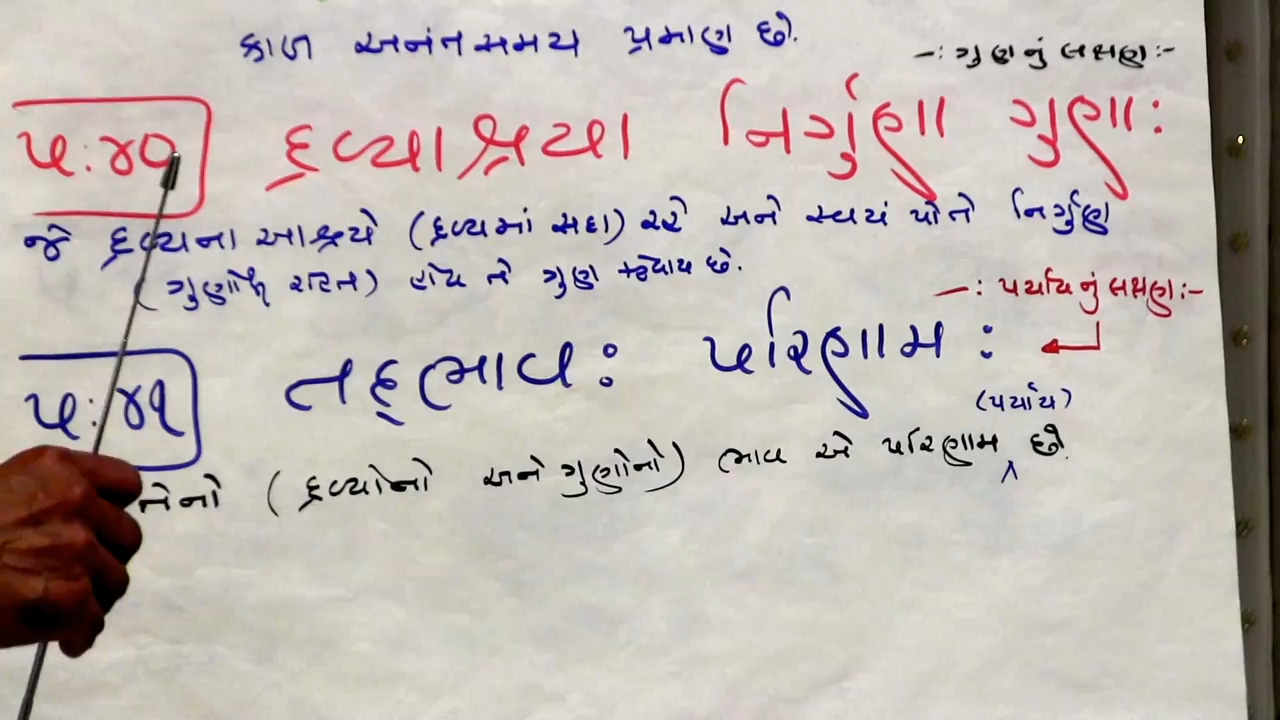 કાળ અનંતસમય પ્રમાણ છે.
-: ગુણનું લક્ષણ :-
૫:૪૦ દ્રવ્યાશ્રયા નિર્ગુણા ગુણા:
જે દ્રવ્યના આશ્રયે (દ્રવ્યમાં સદા) રહે અને સ્વયં પોતે નિર્ગુણ
(ગુણોથી રહિત) હોય તે ગુણ કહેવાય છે.
-: પર્યાયનું લક્ષણ :-
૫:૪૧ તદ્ભાવ: પરિણામ:
(પર્યાય)
તેનો (દ્રવ્યોનો અને ગુણોનો) ભાવ એ પરિણામ છે.